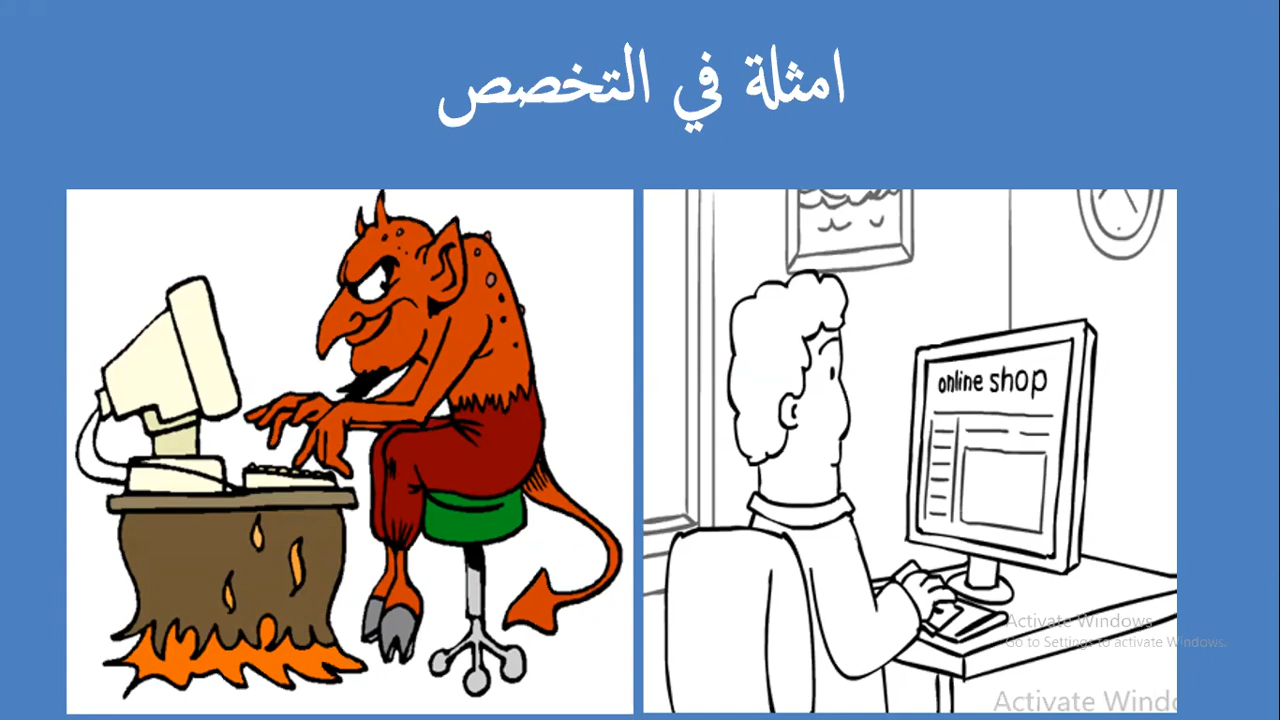 امثلة في التخصص
online shop
Activate Windows
Go to Settings to activate Windows.
Activate Windo